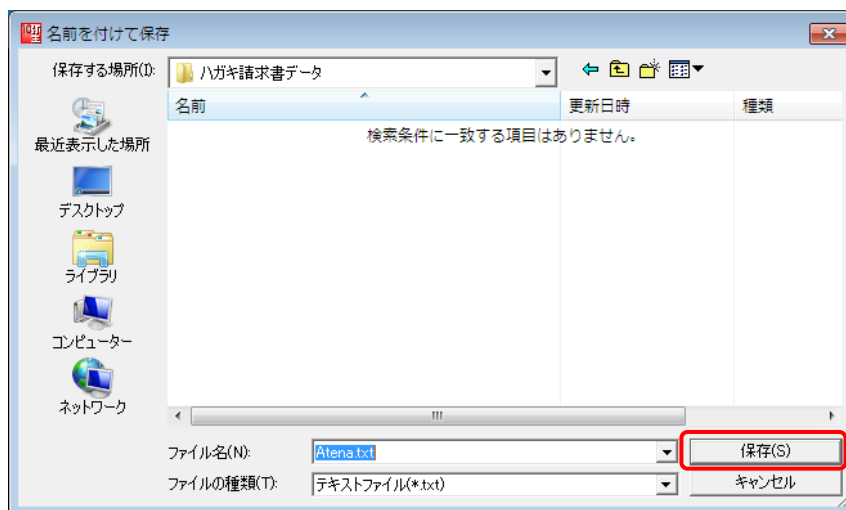 名前を付けて保存
保存する場所(I):
ハガキ請求書データ
名前
更新日時
種類
検索条件に一致する項目はありません。
最近表示した場所
デスクトップ
ライブラリ
コンピューター
ネットワーク
ファイル名(N):
Atena.txt
保存(S)
ファイルの種類(T):
テキストファイル(*.txt)
キャンセル